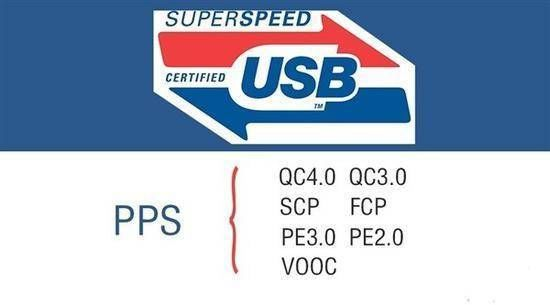 SUPERSPEED
CERTIFIED USB TM
PPS
QC4.0 QC3.0
SCP FCP
PE3.0 PE2.0
VOOC